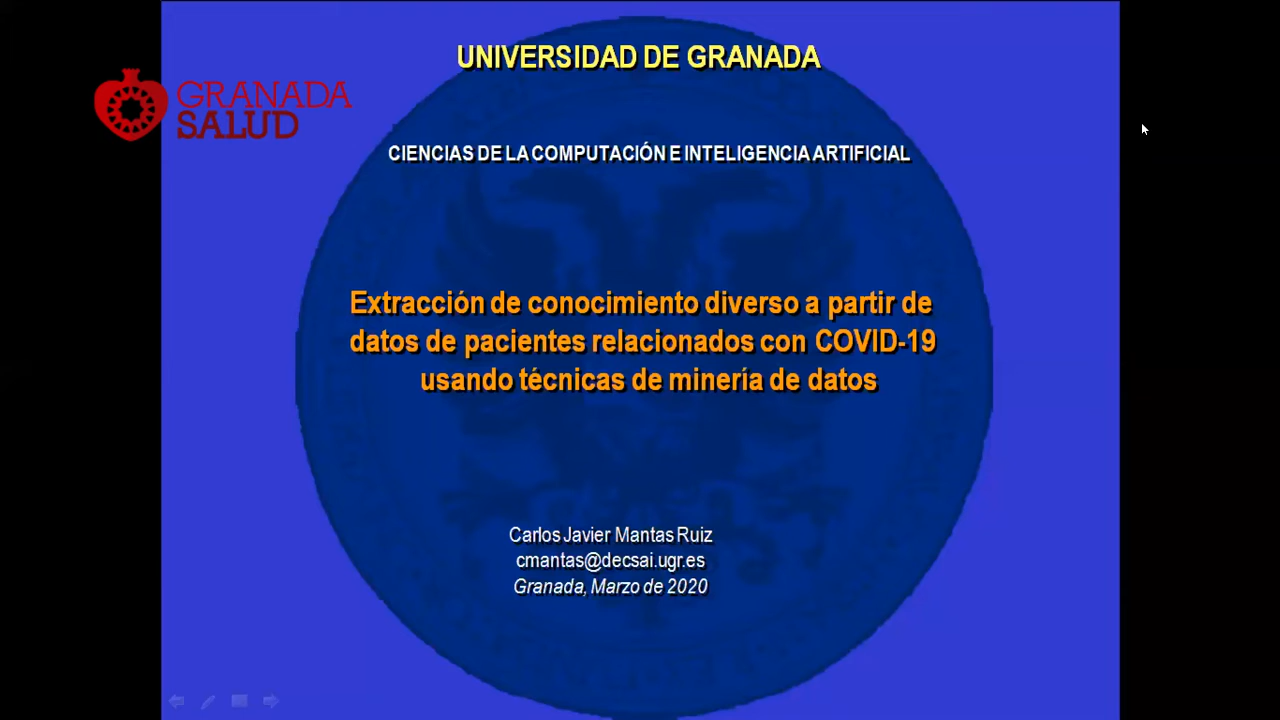 UNIVERSIDAD DE GRANADA
GRANADA
SALUD
CIENCIAS DE LA COMPUTACIÓN E INTELIGENCIA ARTIFICIAL
Extracción de conocimiento diverso a partir de
datos de pacientes relacionados con COVID-19
usando técnicas de minería de datos
Carlos Javier Mantas Ruiz
cmantas@decsai.ugr.es
Granada, Marzo de 2020